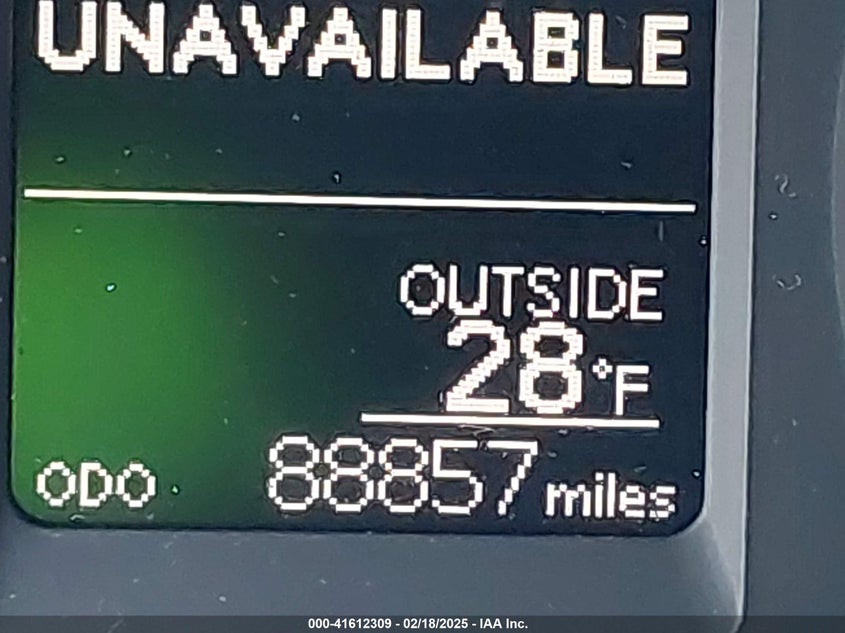 UNAVAILABLE
OUTSIDE
28°F
ODO 88857 miles
000-41612309 - 02/18/2025 - IAA Inc.